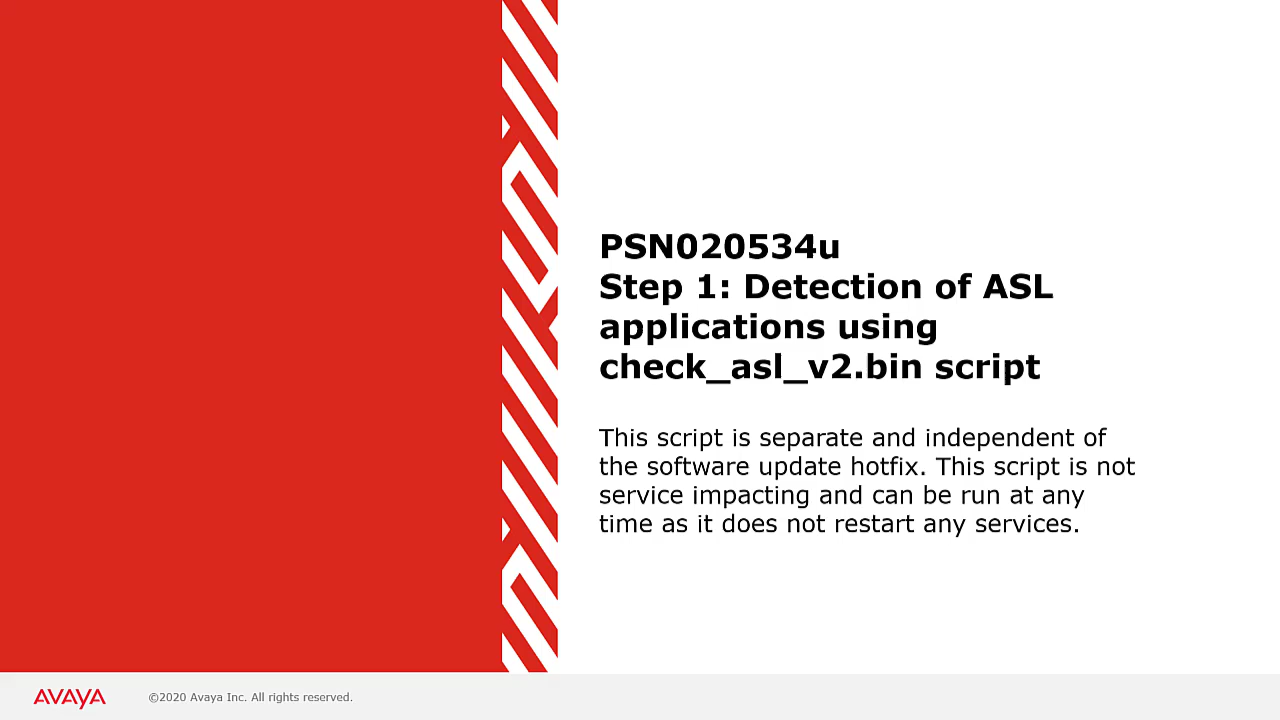 PSN020534u
Step 1: Detection of ASL
applications using
check_asl_v2.bin script
This script is separate and independent of
the software update hotfix. This script is not
service impacting and can be run at any
time as it does not restart any services.
AVAYA
©2020 Avaya Inc. All rights reserved.